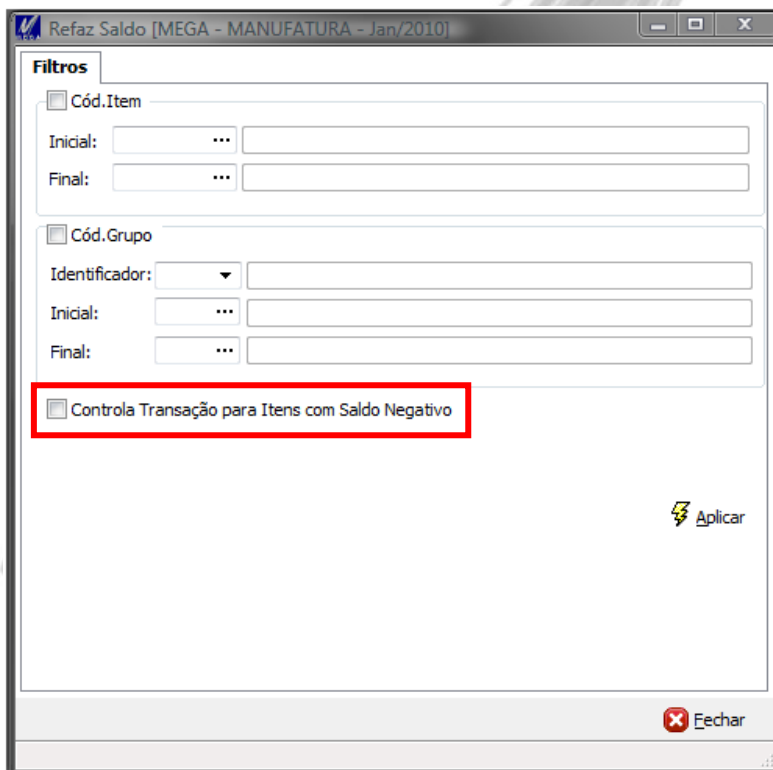 Refaz Saldo [MEGA - MANUFATURA - Jan/2010]
Filtros
Cód.Item
Inicial:
Final:
Cód.Grupo
Identificador:
Inicial:
Final:
Controla Transação para Itens com Saldo Negativo
Aplicar
Fechar